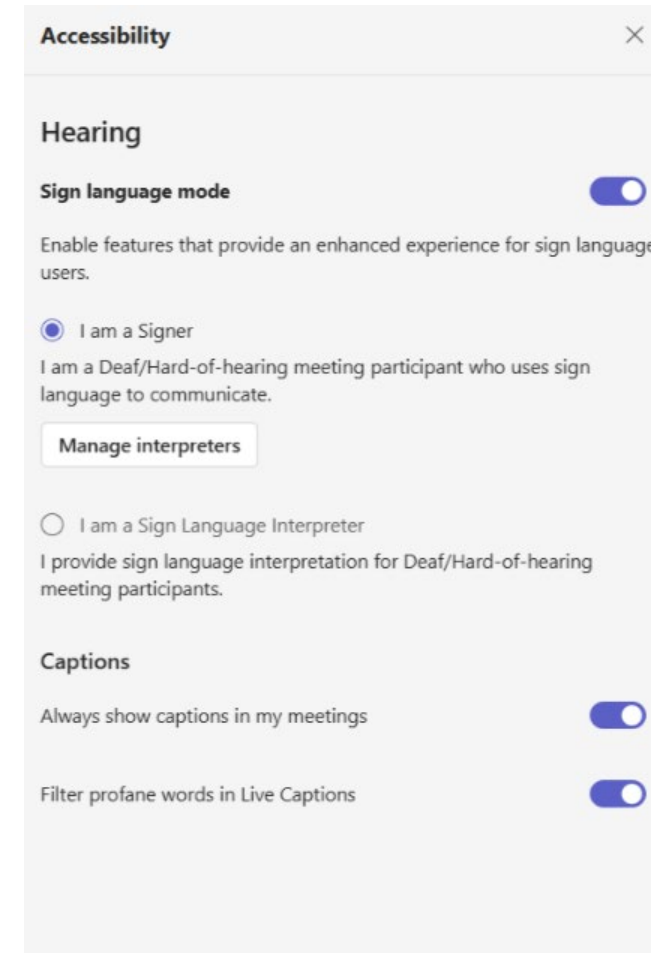 Accessibility
Hearing
Sign language mode
Enable features that provide an enhanced experience for sign language
users.
I am a Signer
I am a Deaf/Hard-of-hearing meeting participant who uses sign
language to communicate.
Manage interpreters
I am a Sign Language Interpreter
I provide sign language interpretation for Deaf/Hard-of-hearing
meeting participants.
Captions
Always show captions in my meetings
Filter profane words in Live Captions